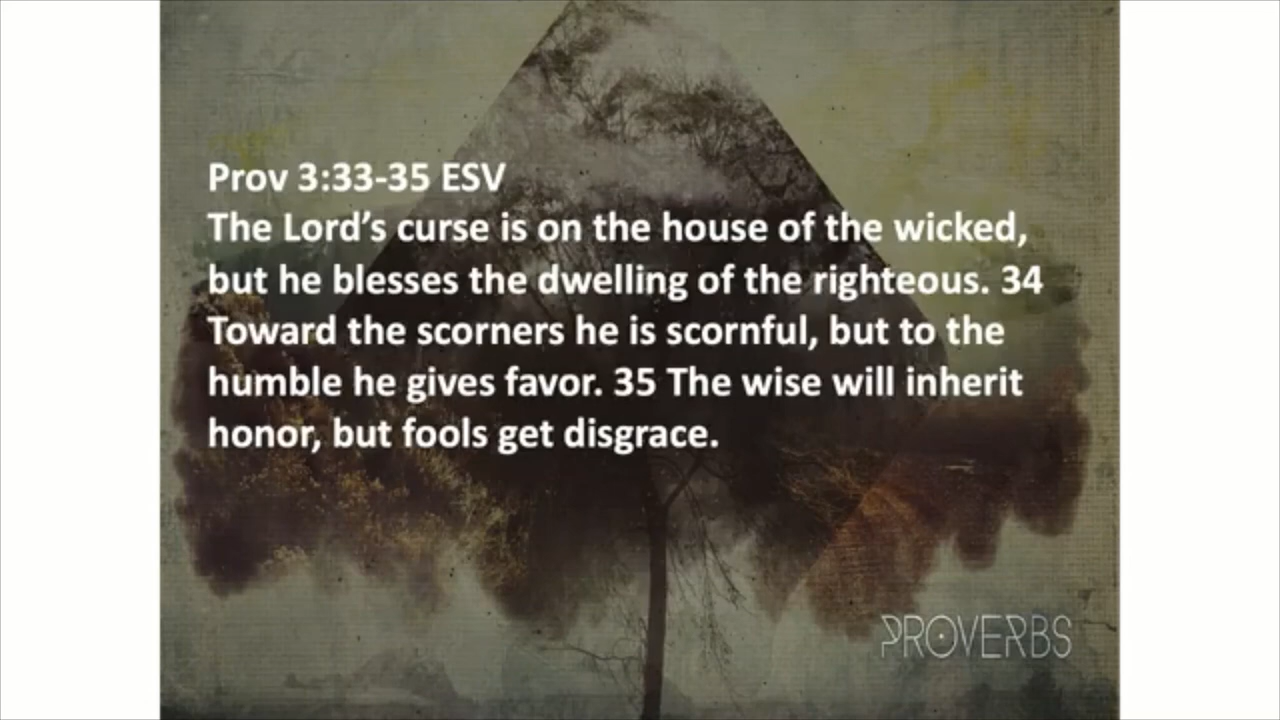 Prov 3:33-35 ESV
The Lord’s curse is on the house of the wicked,
but he blesses the dwelling of the righteous. 34
Toward the scorners he is scornful, but to the
humble he gives favor. 35 The wise will inherit
honor, but fools get disgrace.
PROVERBS